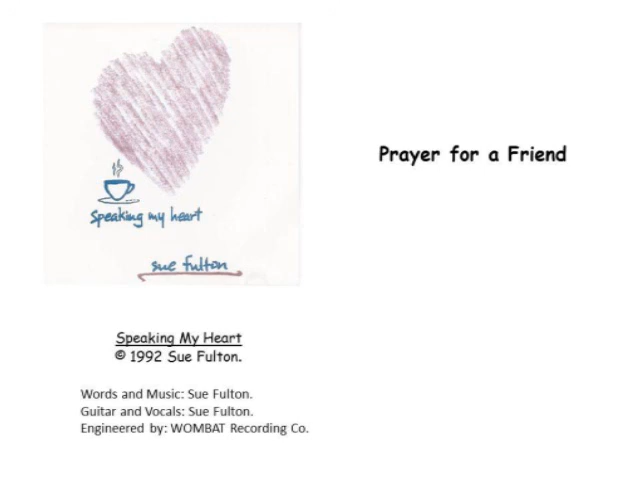 Speaking my heart
sue fulton
Prayer for a Friend
Speaking My Heart
© 1992 Sue Fulton.
Words and Music: Sue Fulton.
Guitar and Vocals: Sue Fulton.
Engineered by: WOMBAT Recording Co.